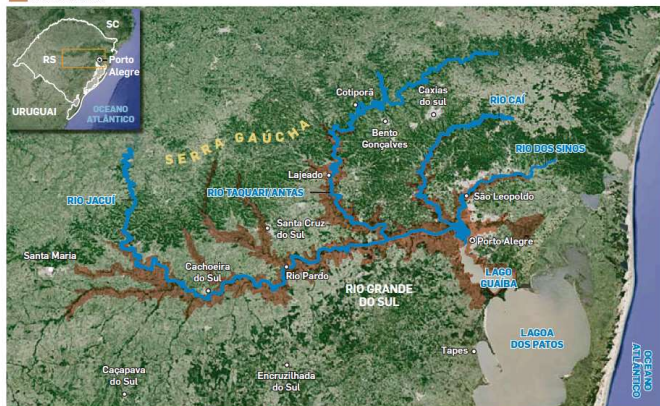 SC
RS
Porto
Alegre
URUGUAI
OCEANO
ATLÂNTICO
SERRA GAÚCHA
Cotiporã
Caxias
do sul
Bento
Gonçalves
RIO CAÍ
RIO DOS SINOS
Lajeado
RIO TAQUARI/ANTAS
São Leopoldo
RIO JACUÍ
Santa Cruz
do Sul
Porto Alegre
Santa Maria
Cachoeira
do Sul
Rio Pardo
RIO GRANDE
DO SUL
LAGO
GUAÍBA
LAGOA
DOS PATOS
Tapes
Caçapava
do Sul
Encruzilhada
do Sul
OCEANO
ATLÂNTICO